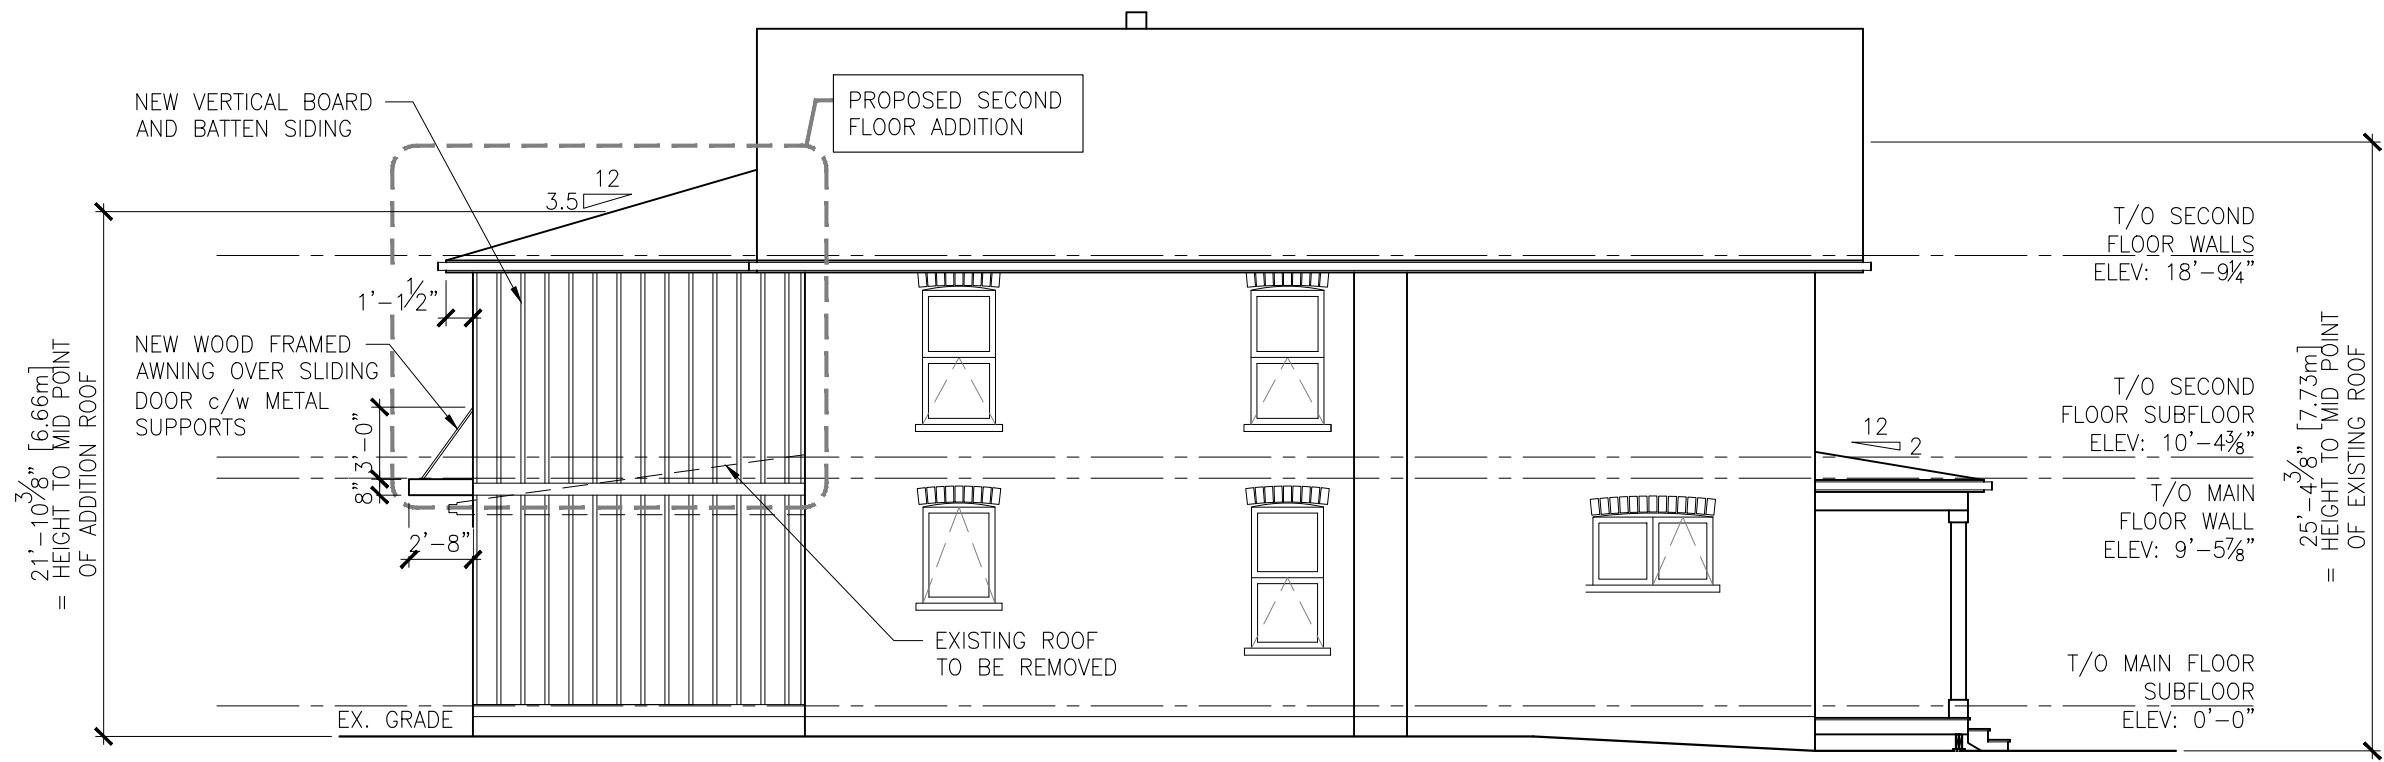 NEW VERTICAL BOARD
AND BATTEN SIDING
PROPOSED SECOND
FLOOR ADDITION
12
3.5
T/O SECOND
FLOOR WALLS
ELEV: 18'-9¼"
1'-1½"
NEW WOOD FRAMED
AWNING OVER SLIDING
DOOR c/w METAL
SUPPORTS
3'-0"
8"
2'-8"
21'-10⅜" [6.66m]
= HEIGHT TO MID POINT
OF ADDITION ROOF
T/O SECOND
FLOOR SUBFLOOR
ELEV: 10'-4⅜"
12
2
T/O MAIN
FLOOR WALL
ELEV: 9'-5⅞"
25'-4⅜" [7.73m]
= HEIGHT TO MID POINT
OF EXISTING ROOF
EXISTING ROOF
TO BE REMOVED
T/O MAIN FLOOR
SUBFLOOR
ELEV: 0'-0"
EX. GRADE